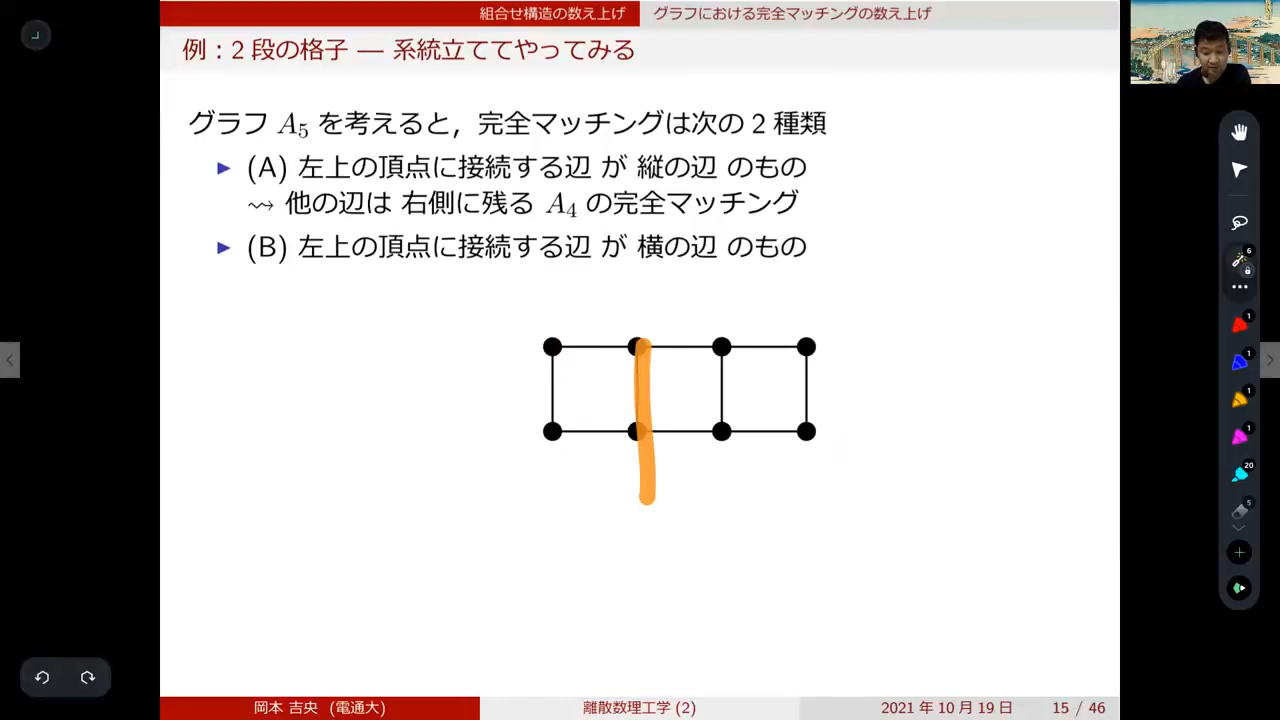 組合せ構造の数え上げ グラフにおける完全マッチングの数え上げ
例：2 段の格子 — 系統立ててやってみる
グラフ A5 を考えると，完全マッチングは次の 2 種類
▶ (A) 左上の頂点に接続する辺 が 縦の辺 のもの
⇝ 他の辺は 右側に残る A4 の完全マッチング
▶ (B) 左上の頂点に接続する辺 が 横の辺 のもの
6
1
1
1
1
20
5
岡本 吉央 (電通大) 離散数理工学 (2) 2021 年 10 月 19 日 15 / 46